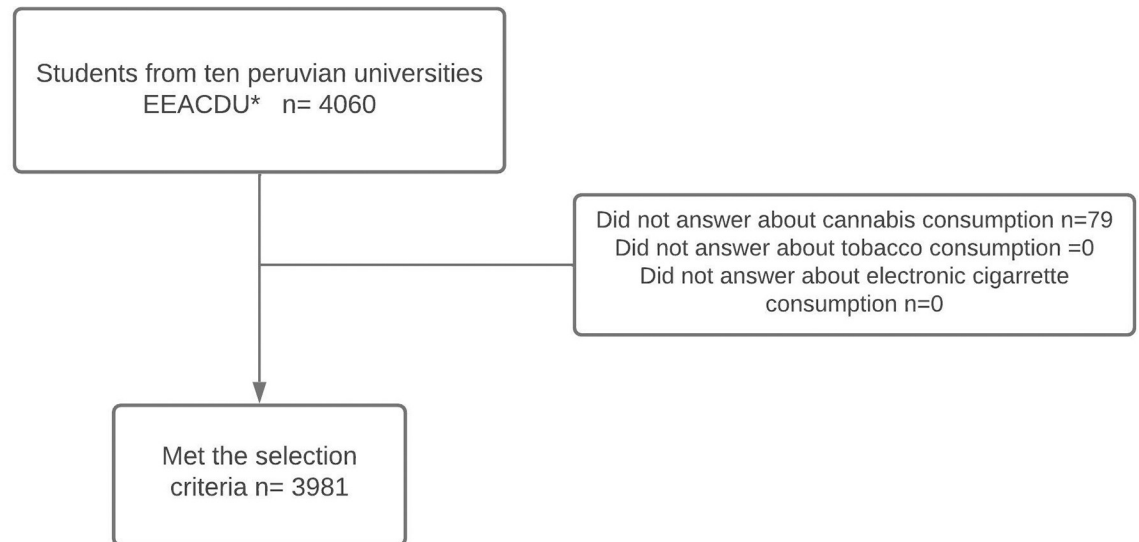 Students from ten peruvian universities
EEACDU* n= 4060
Did not answer about cannabis consumption n=79
Did not answer about tobacco consumption =0
Did not answer about electronic cigarrette
consumption n=0
Met the selection
criteria n= 3981